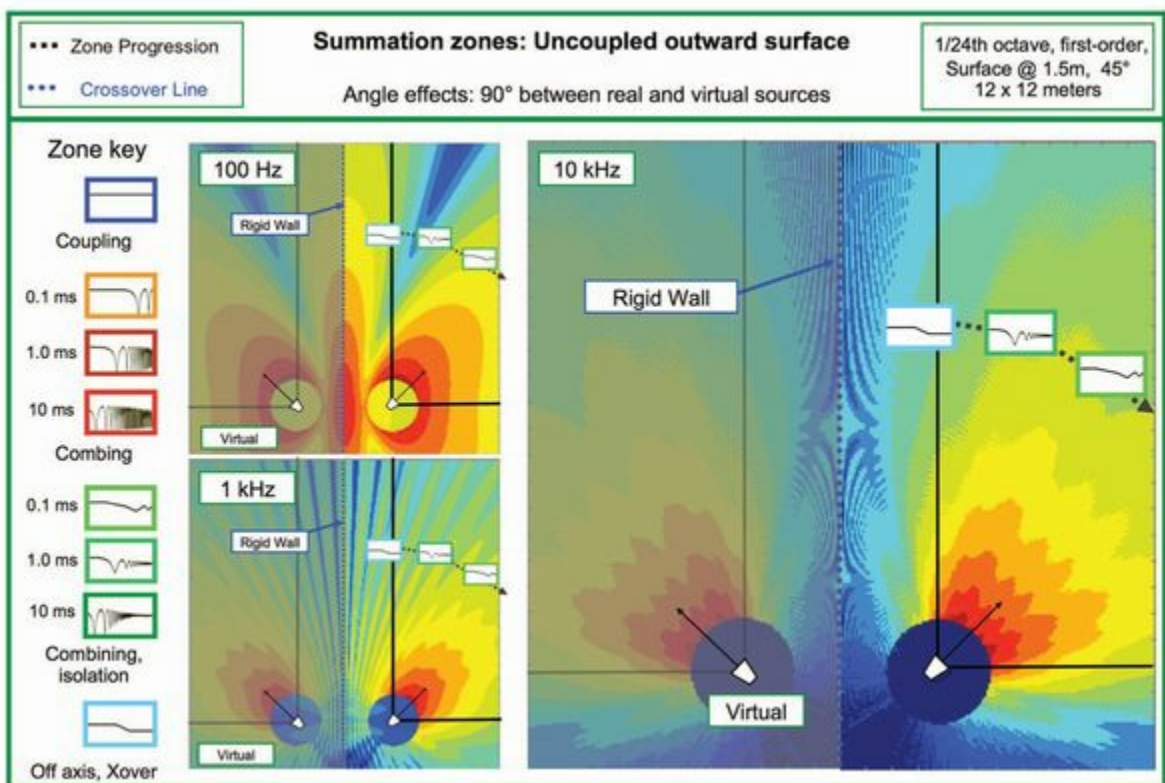 Zone Progression
Crossover Line
Summation zones: Uncoupled outward surface
Angle effects: 90° between real and virtual sources
1/24th octave, first-order,
Surface @ 1.5m, 45°
12 x 12 meters
Zone key
Coupling
0.1 ms
1.0 ms
10 ms
Combing
0.1 ms
1.0 ms
10 ms
Combining,
isolation
Off axis, Xover
100 Hz
Rigid Wall
Virtual
1 kHz
Rigid Wall
Virtual
10 kHz
Rigid Wall
Virtual